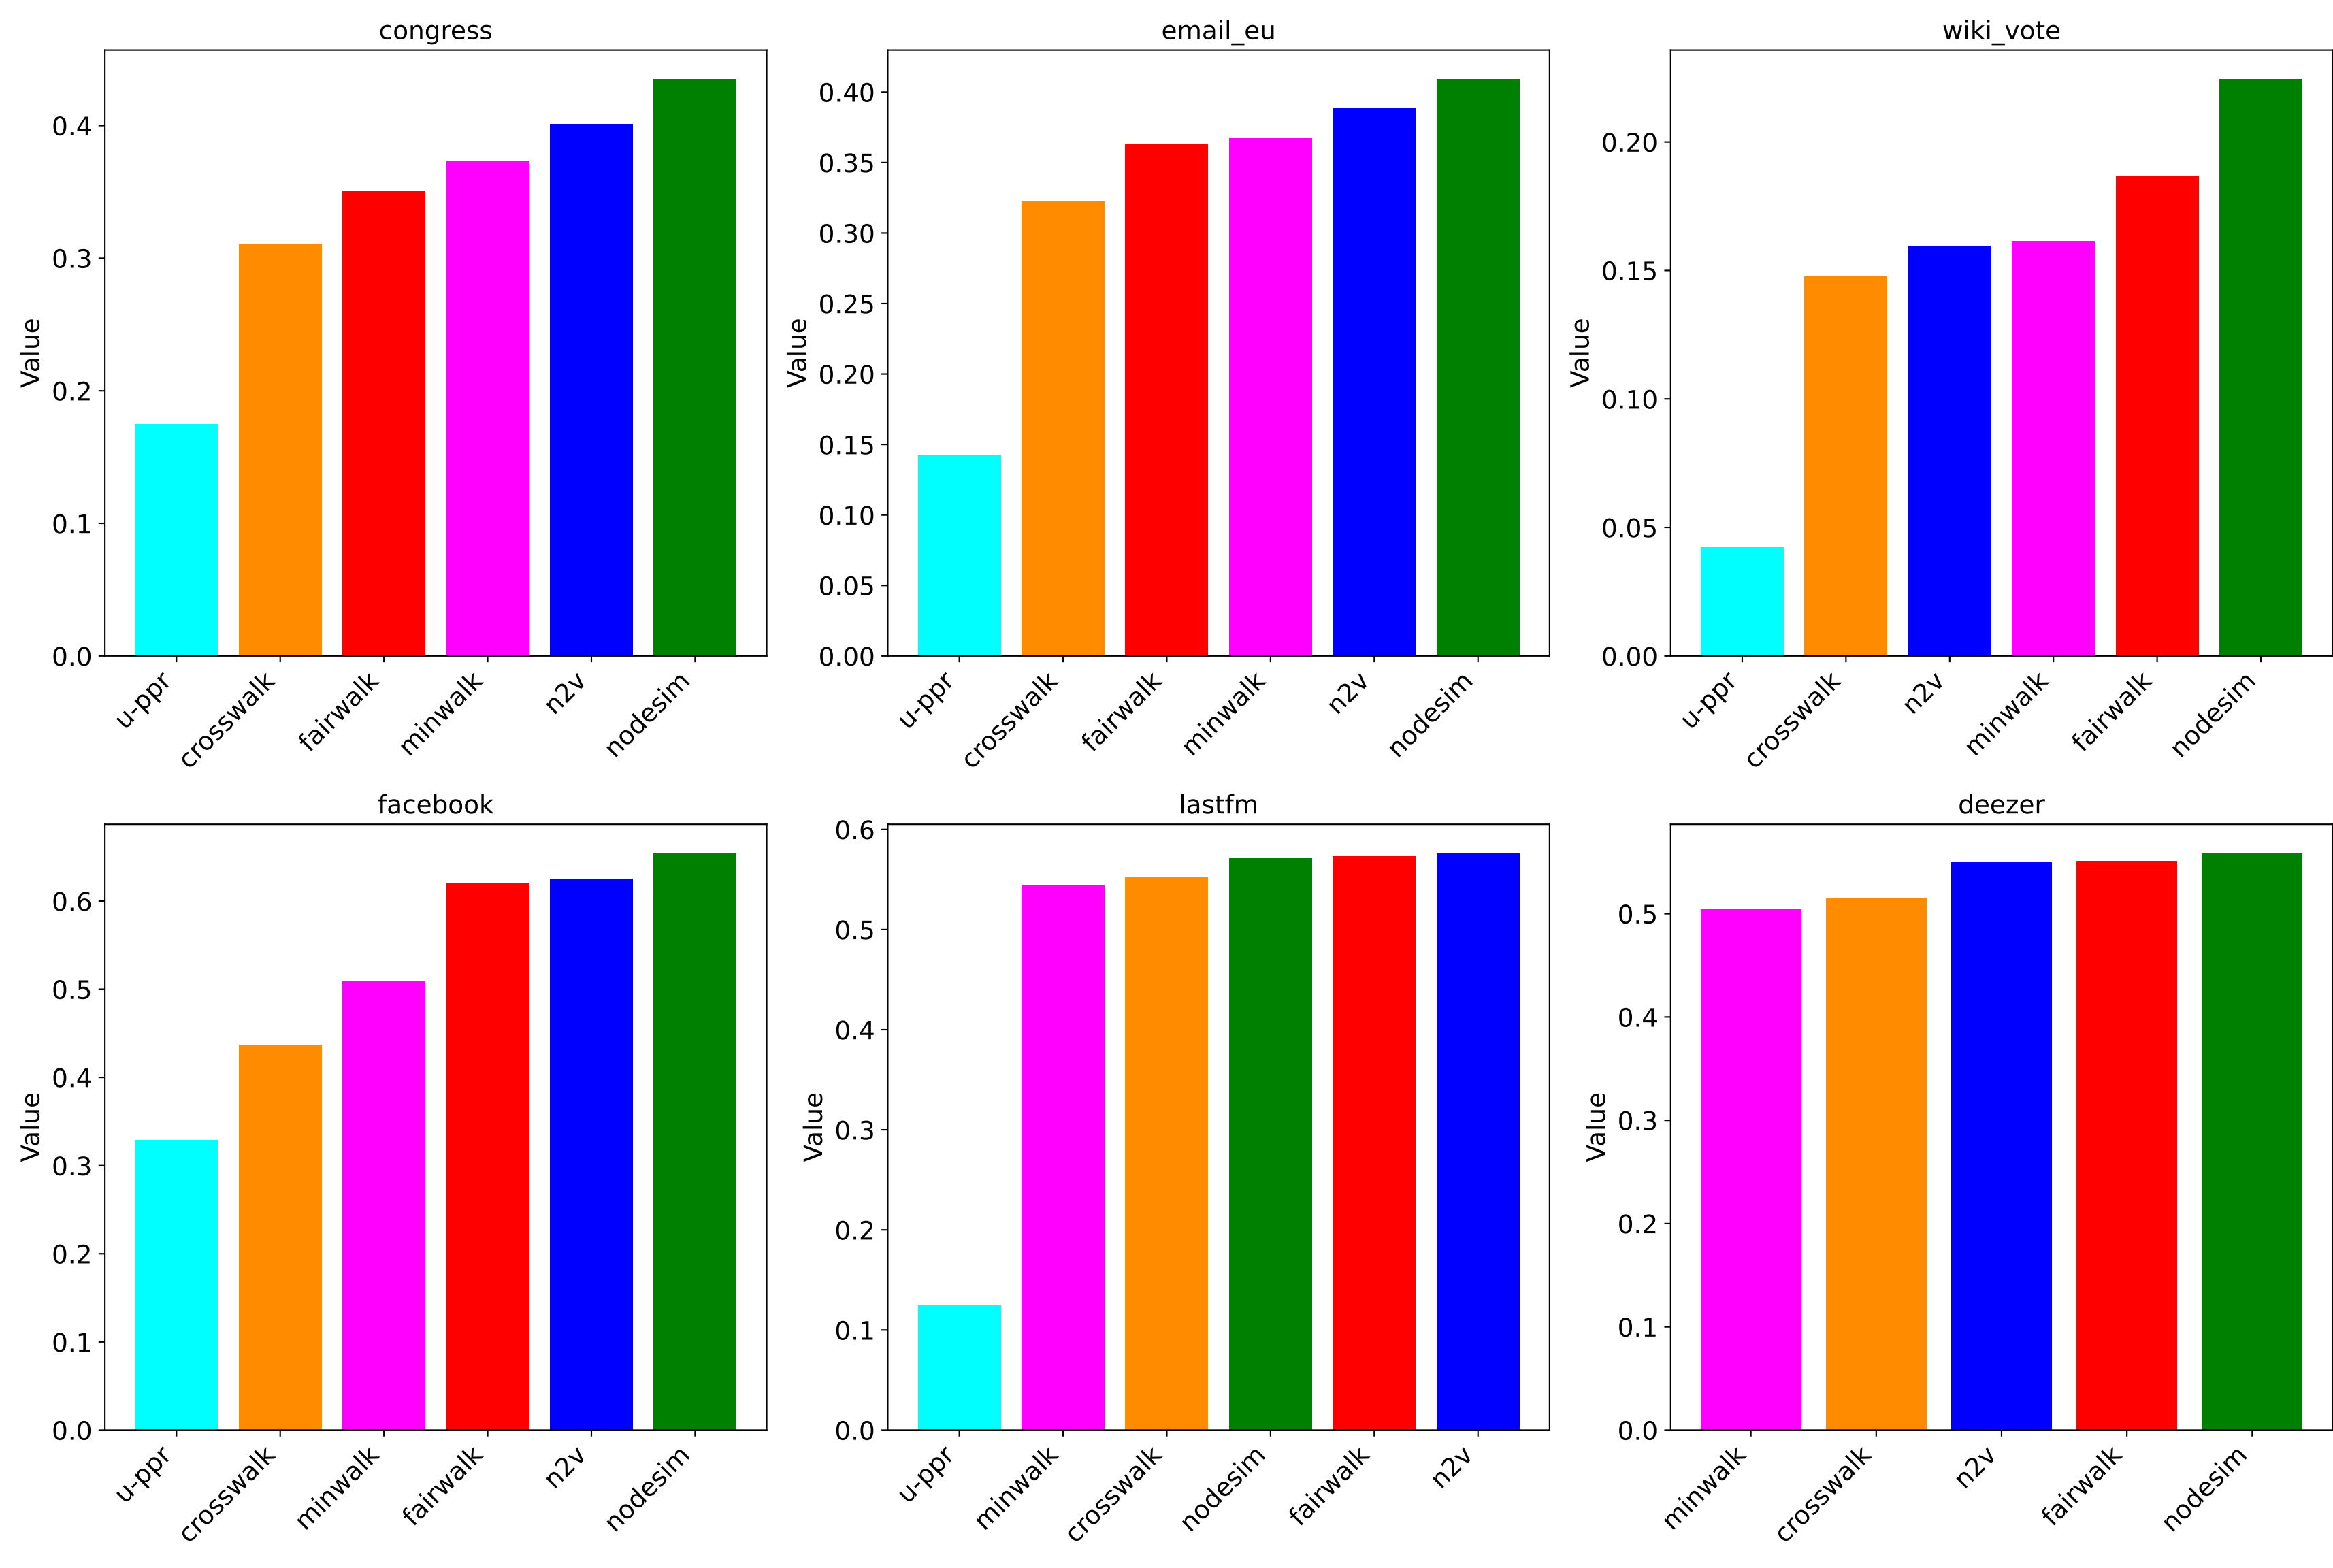 congress
Value
0.4
0.3
0.2
0.1
0.0
u-ppr
crosswalk
fairwalk
minwalk
n2v
nodesim
email_eu
Value
0.40
0.35
0.30
0.25
0.20
0.15
0.10
0.05
0.00
u-ppr
crosswalk
fairwalk
minwalk
n2v
nodesim
wiki_vote
Value
0.20
0.15
0.10
0.05
0.00
u-ppr
crosswalk
n2v
minwalk
fairwalk
nodesim
facebook
Value
0.6
0.5
0.4
0.3
0.2
0.1
0.0
u-ppr
crosswalk
minwalk
fairwalk
n2v
nodesim
lastfm
Value
0.6
0.5
0.4
0.3
0.2
0.1
0.0
u-ppr
minwalk
crosswalk
nodesim
fairwalk
n2v
deezer
Value
0.5
0.4
0.3
0.2
0.1
0.0
minwalk
crosswalk
n2v
fairwalk
nodesim